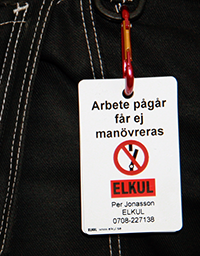 Arbete pågår
får ej
manövreras
ELKUL
Per Jonasson
ELKUL
0708-227138